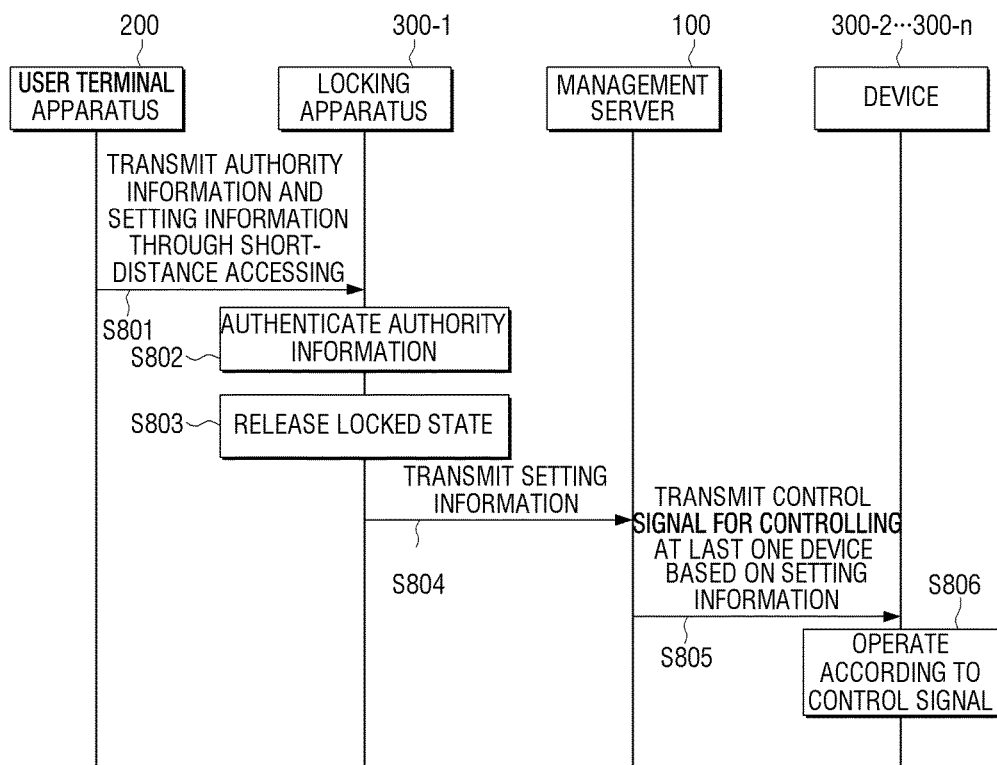 200
300-1
100
300-2···300-n
USER TERMINAL
APPARATUS
LOCKING
APPARATUS
MANAGEMENT
SERVER
DEVICE
TRANSMIT AUTHORITY
INFORMATION AND
SETTING INFORMATION
THROUGH SHORT-
DISTANCE ACCESSING
S801
AUTHENTICATE AUTHORITY
INFORMATION
S802
S803
RELEASE LOCKED STATE
TRANSMIT SETTING
INFORMATION
S804
TRANSMIT CONTROL
SIGNAL FOR CONTROLLING
AT LAST ONE DEVICE
BASED ON SETTING
INFORMATION
S805
S806
OPERATE
ACCORDING TO
CONTROL SIGNAL